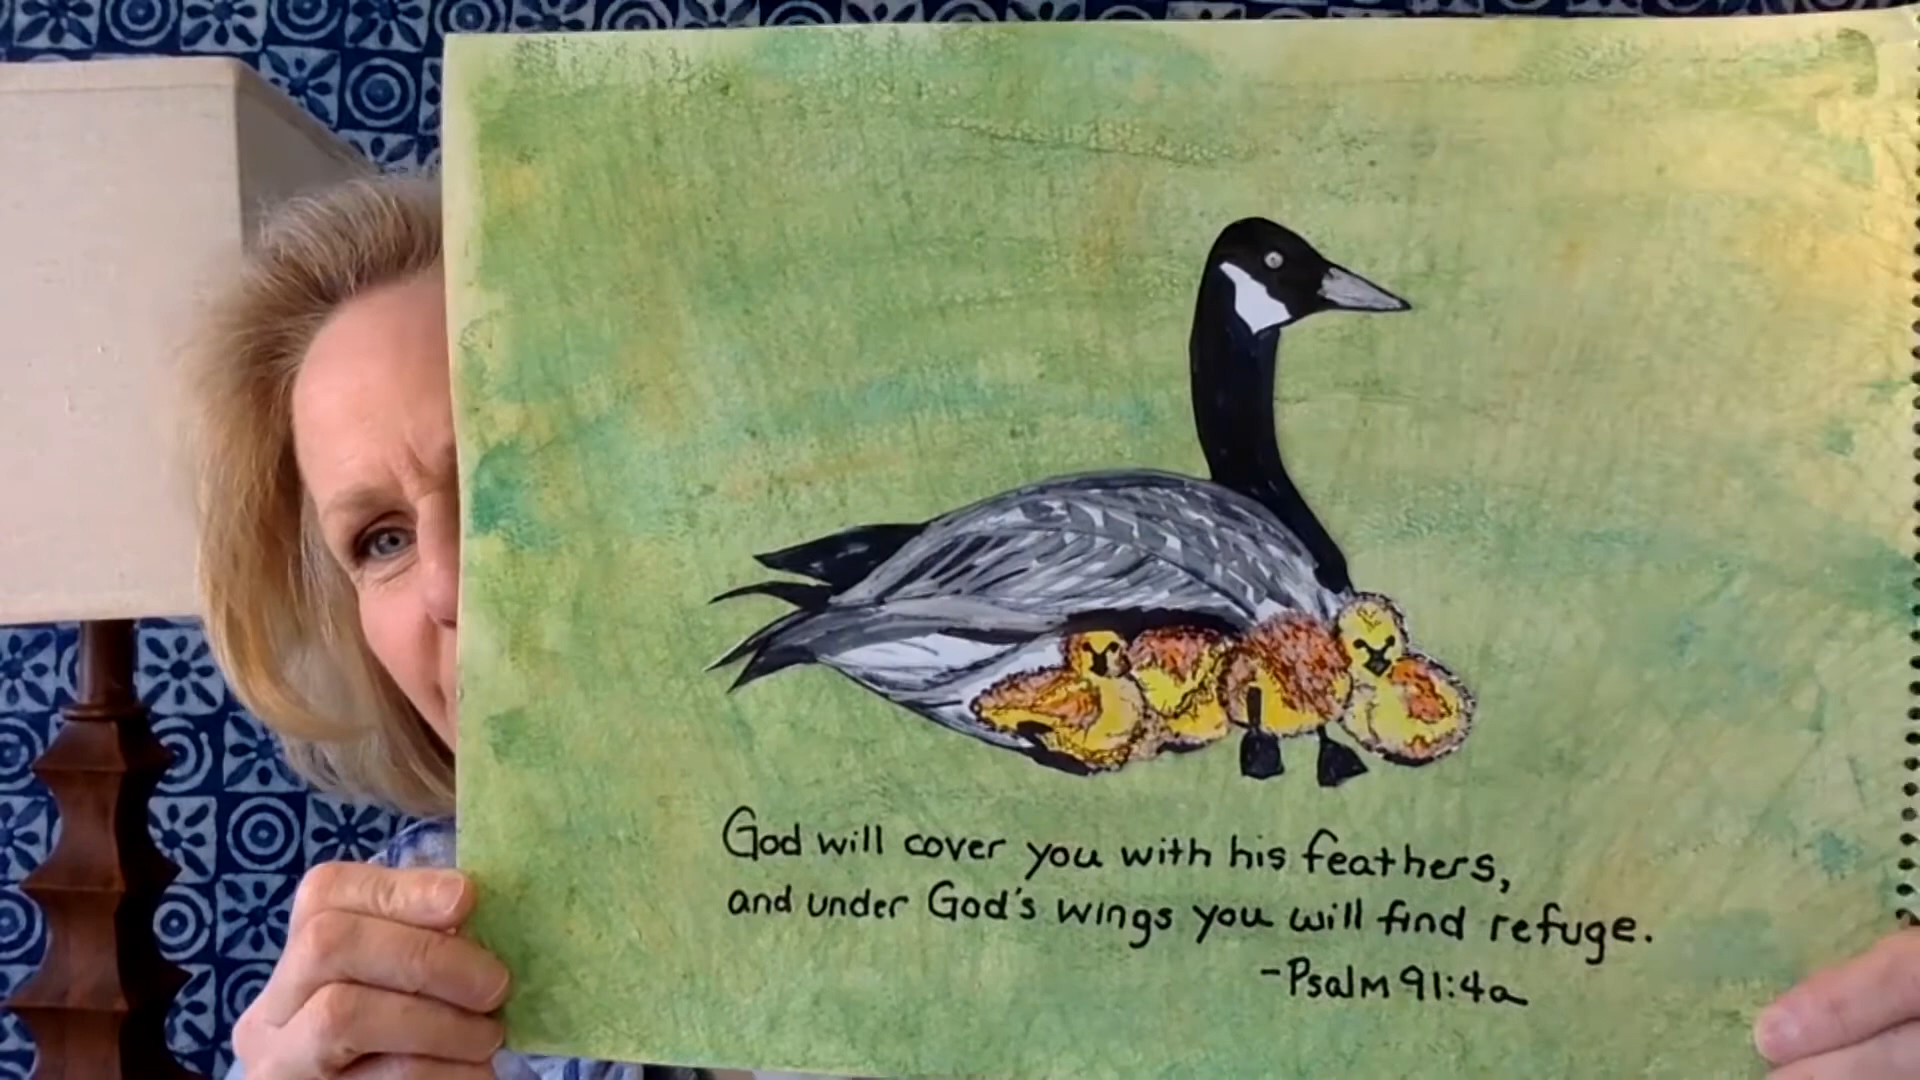 God will cover you with his feathers,
and under God's wings you will find refuge.
-Psalm 91:4a